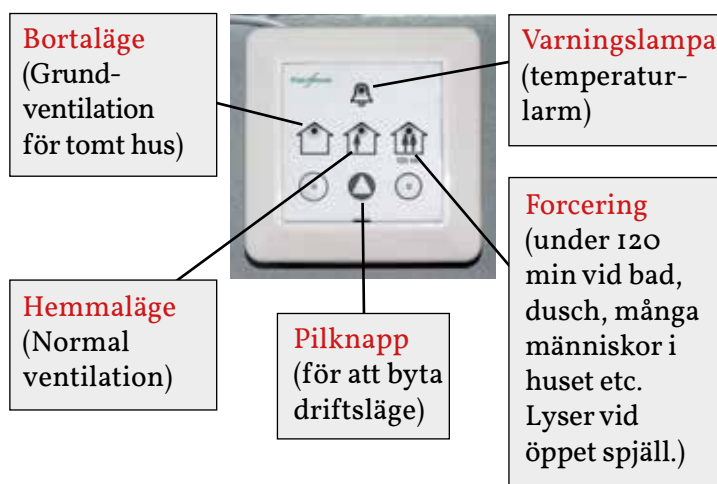 Bortaläge
(Grund-
ventilation
för tomt hus)
Varningslampa
(temperatur-
larm)
Hemmaläge
(Normal
ventilation)
Pilknapp
(för att byta
driftsläge)
Forcering
(under 120
min vid bad,
dusch, många
människor i
huset etc.
Lyser vid
öppet spjäll.)